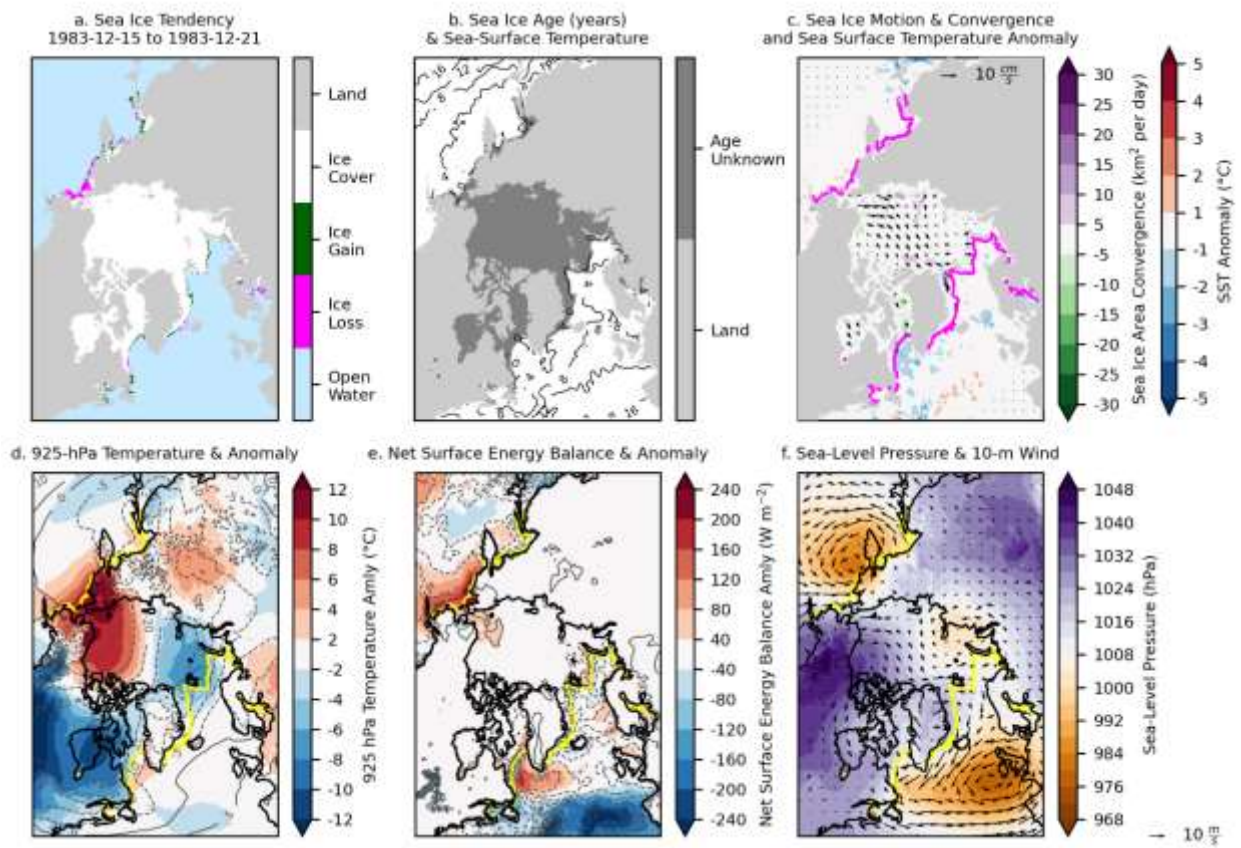 a. Sea Ice Tendency
1983-12-15 to 1983-12-21
Land
Ice
Cover
Ice
Gain
Ice
Loss
Open
Water
b. Sea Ice Age (years)
& Sea-Surface Temperature
Age
Unknown
Land
c. Sea Ice Motion & Convergence
and Sea Surface Temperature Anomaly
10 cm/s
30
25
20
15
10
5
-5
-10
-15
-20
-25
-30
Sea Ice Area Convergence (km² per day)
5
4
3
2
1
-1
-2
-3
-4
-5
SST Anomaly (°C)
d. 925-hPa Temperature & Anomaly
12
10
8
6
4
2
-2
-4
-6
-8
-10
-12
925 hPa Temperature Amly (°C)
e. Net Surface Energy Balance & Anomaly
240
200
160
120
80
40
-40
-80
-120
-160
-200
-240
Net Surface Energy Balance Amly (W m⁻²)
f. Sea-Level Pressure & 10-m Wind
1048
1040
1032
1024
1016
1008
1000
992
984
976
968
Sea-Level Pressure (hPa)
10 m/s